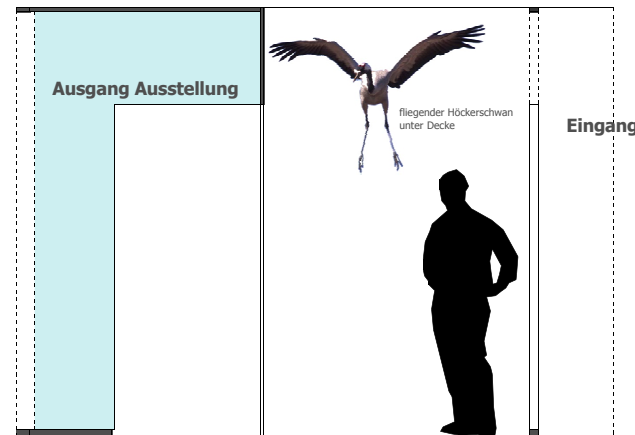 Ausgang Ausstellung
fliegender Höckerschwan
unter Decke
Eingang